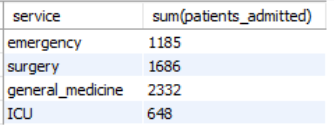 service sum(patients_admitted)
emergency 1185
surgery 1686
general_medicine 2332
ICU 648